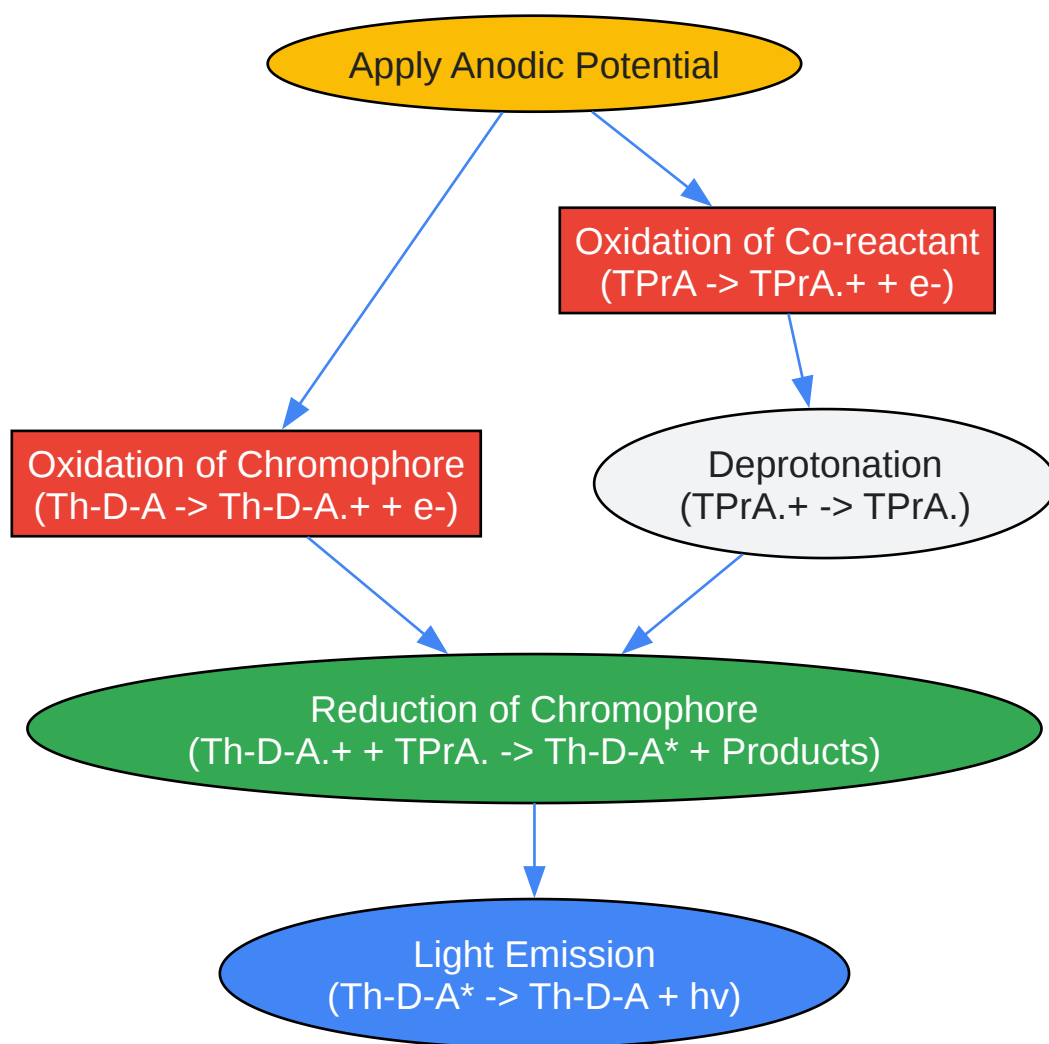 Apply Anodic Potential
Oxidation of Co-reactant
(TPrA -> TPrA.+ + e-)
Oxidation of Chromophore
(Th-D-A -> Th-D-A.+ + e-)
Deprotonation
(TPrA.+ -> TPrA.)
Reduction of Chromophore
(Th-D-A.+ + TPrA. -> Th-D-A* + Products)
Light Emission
(Th-D-A* -> Th-D-A + hν)